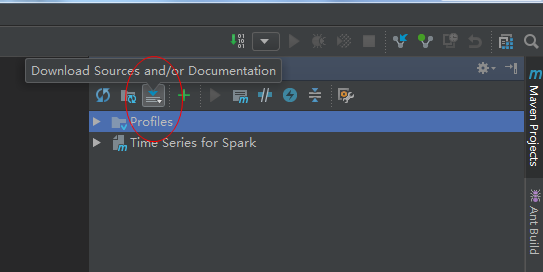 Download Sources and/or Documentation
Profiles
Time Series for Spark
Maven Projects
Ant Build